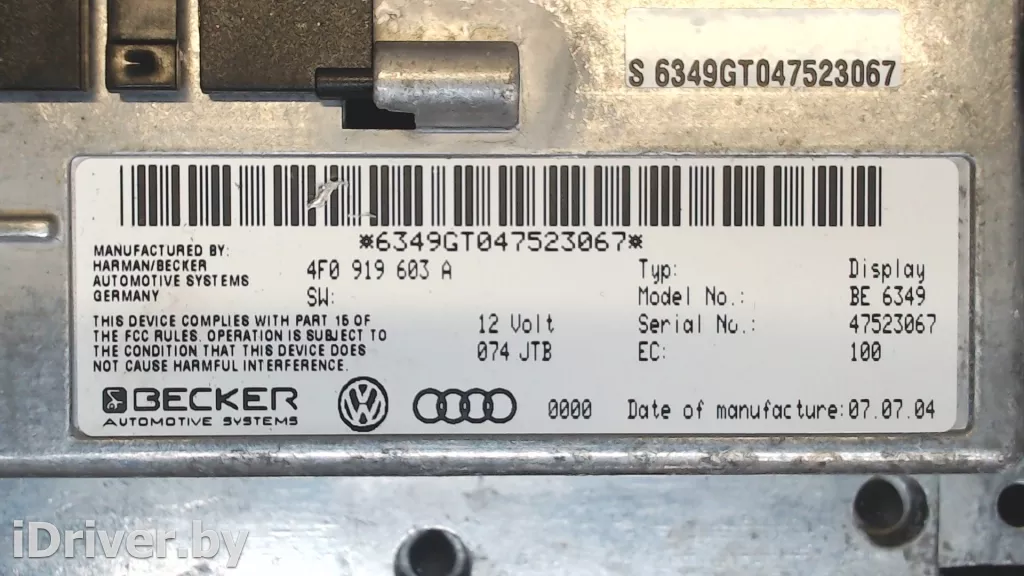 S 6349GT047523067
*6349GT047523067*
MANUFACTURED BY:
HARMAN/BECKER
AUTOMOTIVE SYSTEMS
GERMANY
4F0 919 603 A
SW:
Typ: Display
Model No.: BE 6349
Serial No.: 47523067
EC: 100
THIS DEVICE COMPLIES WITH PART 15 OF
THE FCC RULES. OPERATION IS SUBJECT TO
THE CONDITION THAT THIS DEVICE DOES
NOT CAUSE HARMFUL INTERFERENCE.
12 Volt
074 JTB
BECKER
AUTOMOTIVE SYSTEMS
0000
Date of manufacture:07.07.04
iDriver.by